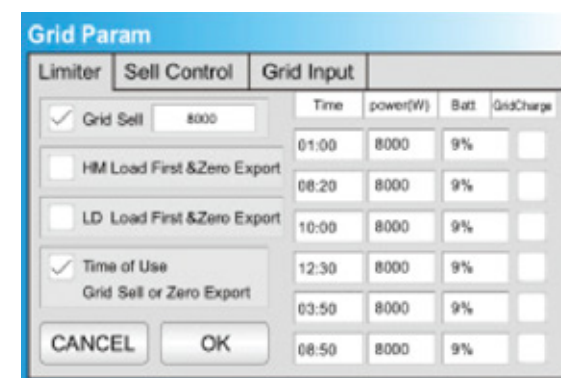 Grid Param
Limiter Sell Control Grid Input
Grid Sell 8000
HM Load First &Zero Export
LD Load First &Zero Export
Time of Use
Grid Sell or Zero Export
CANCEL OK
Time power(W) Batt GridCharge
01:00 8000 9%
08:20 8000 9%
10:00 8000 9%
12:30 8000 9%
03:50 8000 9%
08:50 8000 9%